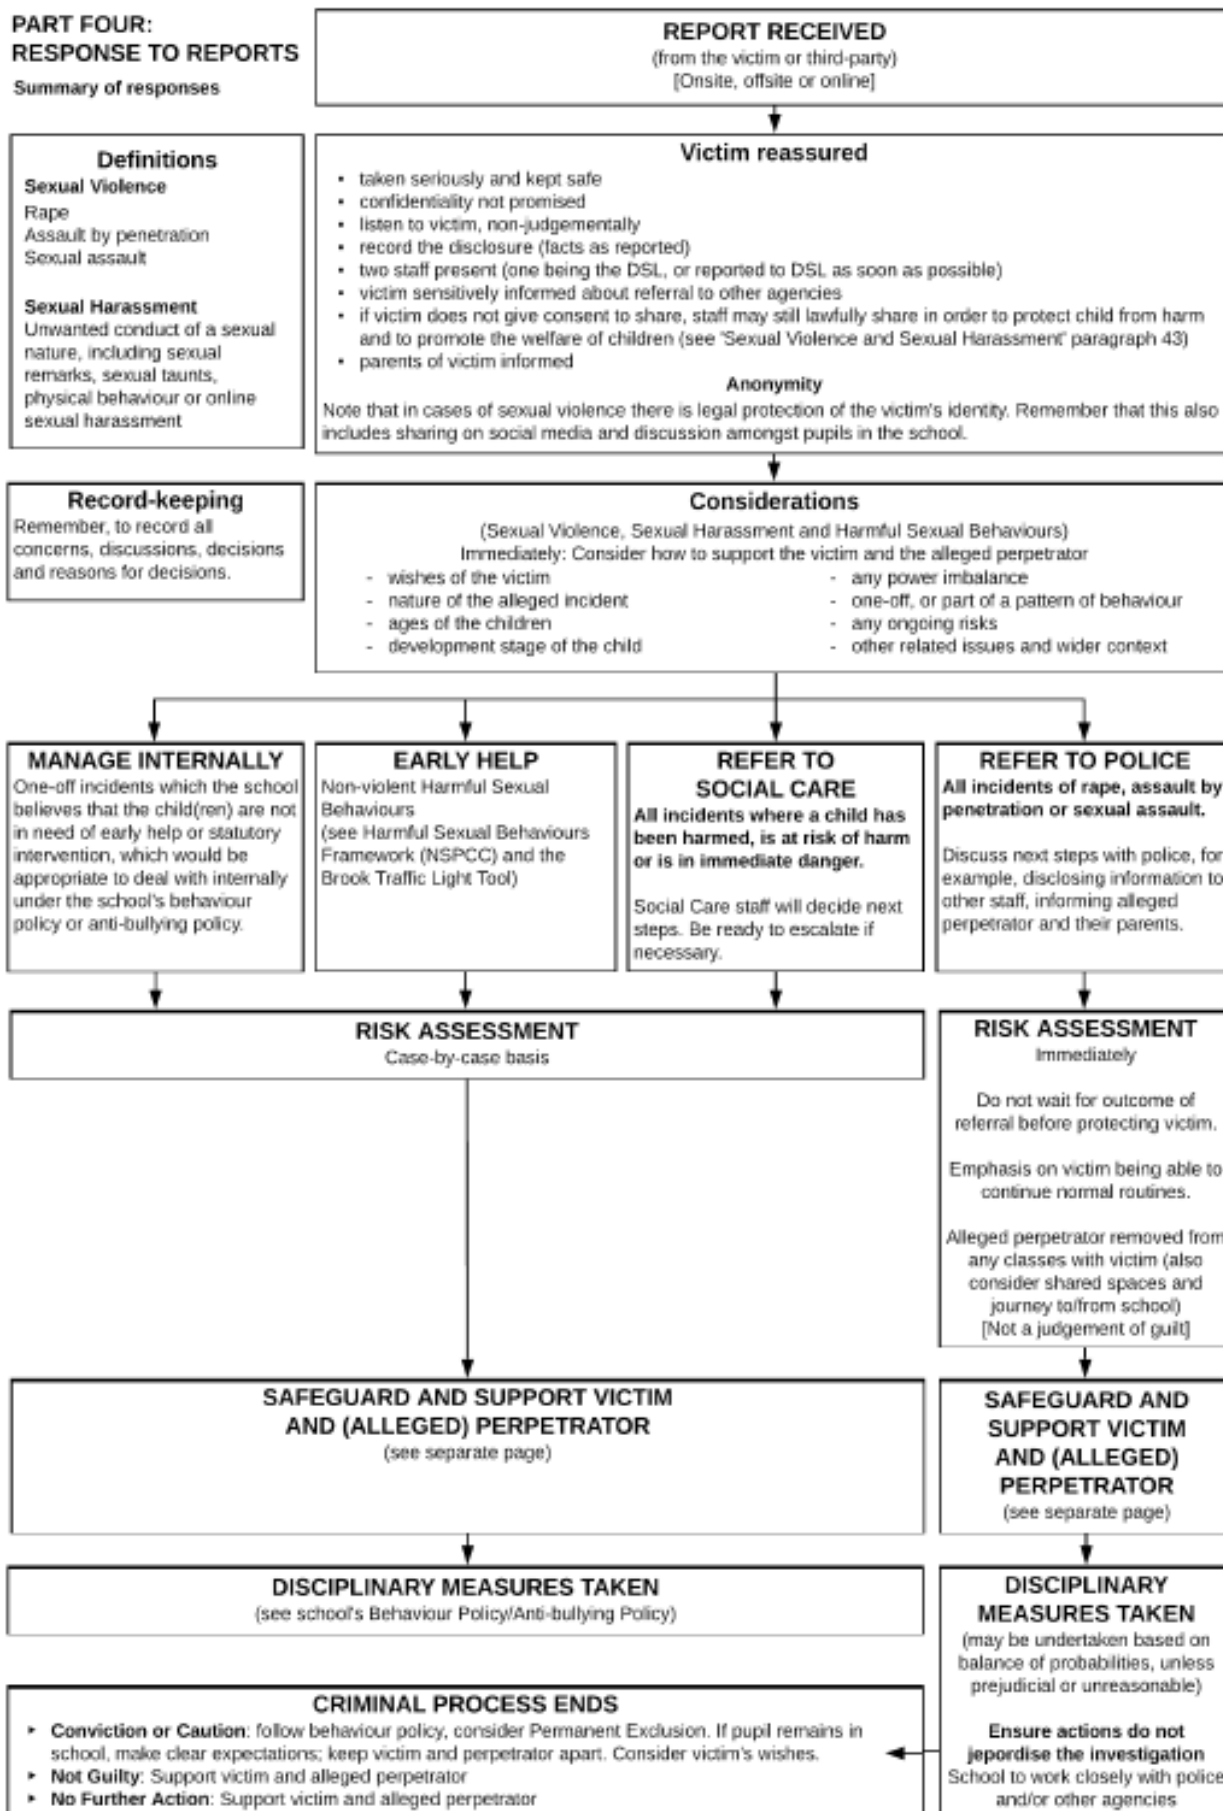 PART FOUR:
RESPONSE TO REPORTS
Summary of responses
REPORT RECEIVED
(from the victim or third-party)
[Onsite, offsite or online]
Definitions
Sexual Violence
Rape
Assault by penetration
Sexual assault
Sexual Harassment
Unwanted conduct of a sexual
nature, including sexual
remarks, sexual taunts,
physical behaviour or online
sexual harassment
Victim reassured
• taken seriously and kept safe
• confidentiality not promised
• listen to victim, non-judgementally
• record the disclosure (facts as reported)
• two staff present (one being the DSL, or reported to DSL as soon as possible)
• victim sensitively informed about referral to other agencies
• if victim does not give consent to share, staff may still lawfully share in order to protect child from harm
and to promote the welfare of children (see 'Sexual Violence and Sexual Harassment' paragraph 43)
• parents of victim informed
Anonymity
Note that in cases of sexual violence there is legal protection of the victim's identity. Remember that this also
includes sharing on social media and discussion amongst pupils in the school.
Record-keeping
Remember, to record all
concerns, discussions, decisions
and reasons for decisions.
Considerations
(Sexual Violence, Sexual Harassment and Harmful Sexual Behaviours)
Immediately: Consider how to support the victim and the alleged perpetrator
- wishes of the victim
- nature of the alleged incident
- ages of the children
- development stage of the child
- any power imbalance
- one-off, or part of a pattern of behaviour
- any ongoing risks
- other related issues and wider context
MANAGE INTERNALLY
One-off incidents which the school
believes that the child(ren) are not
in need of early help or statutory
intervention, which would be
appropriate to deal with internally
under the school's behaviour
policy or anti-bullying policy.
EARLY HELP
Non-violent Harmful Sexual
Behaviours
(see Harmful Sexual Behaviours
Framework (NSPCC) and the
Brook Traffic Light Tool)
REFER TO
SOCIAL CARE
All incidents where a child has
been harmed, is at risk of harm
or is in immediate danger.
Social Care staff will decide next
steps. Be ready to escalate if
necessary.
REFER TO POLICE
All incidents of rape, assault by
penetration or sexual assault.
Discuss next steps with police, for
example, disclosing information to
other staff, informing alleged
perpetrator and their parents.
RISK ASSESSMENT
Case-by-case basis
RISK ASSESSMENT
Immediately
Do not wait for outcome of
referral before protecting victim.
Emphasis on victim being able to
continue normal routines.
Alleged perpetrator removed from
any classes with victim (also
consider shared spaces and
journey to/from school)
[Not a judgement of guilt]
SAFEGUARD AND SUPPORT VICTIM
AND (ALLEGED) PERPETRATOR
(see separate page)
SAFEGUARD AND
SUPPORT VICTIM
AND (ALLEGED)
PERPETRATOR
(see separate page)
DISCIPLINARY MEASURES TAKEN
(see school's Behaviour Policy/Anti-bullying Policy)
DISCIPLINARY
MEASURES TAKEN
(may be undertaken based on
balance of probabilities, unless
prejudicial or unreasonable)
Ensure actions do not
jepordise the investigation
School to work closely with police
and/or other agencies
CRIMINAL PROCESS ENDS
▸ Conviction or Caution: follow behaviour policy, consider Permanent Exclusion. If pupil remains in
school, make clear expectations; keep victim and perpetrator apart. Consider victim's wishes.
▸ Not Guilty: Support victim and alleged perpetrator
▸ No Further Action: Support victim and alleged perpetrator